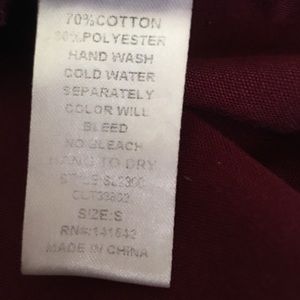 70% COTTON
30% POLYESTER
HAND WASH
COLD WATER
SEPARATELY
COLOR WILL
BLEED
NO BLEACH
HANG TO DRY
SIZE:S
MADE IN CHINA